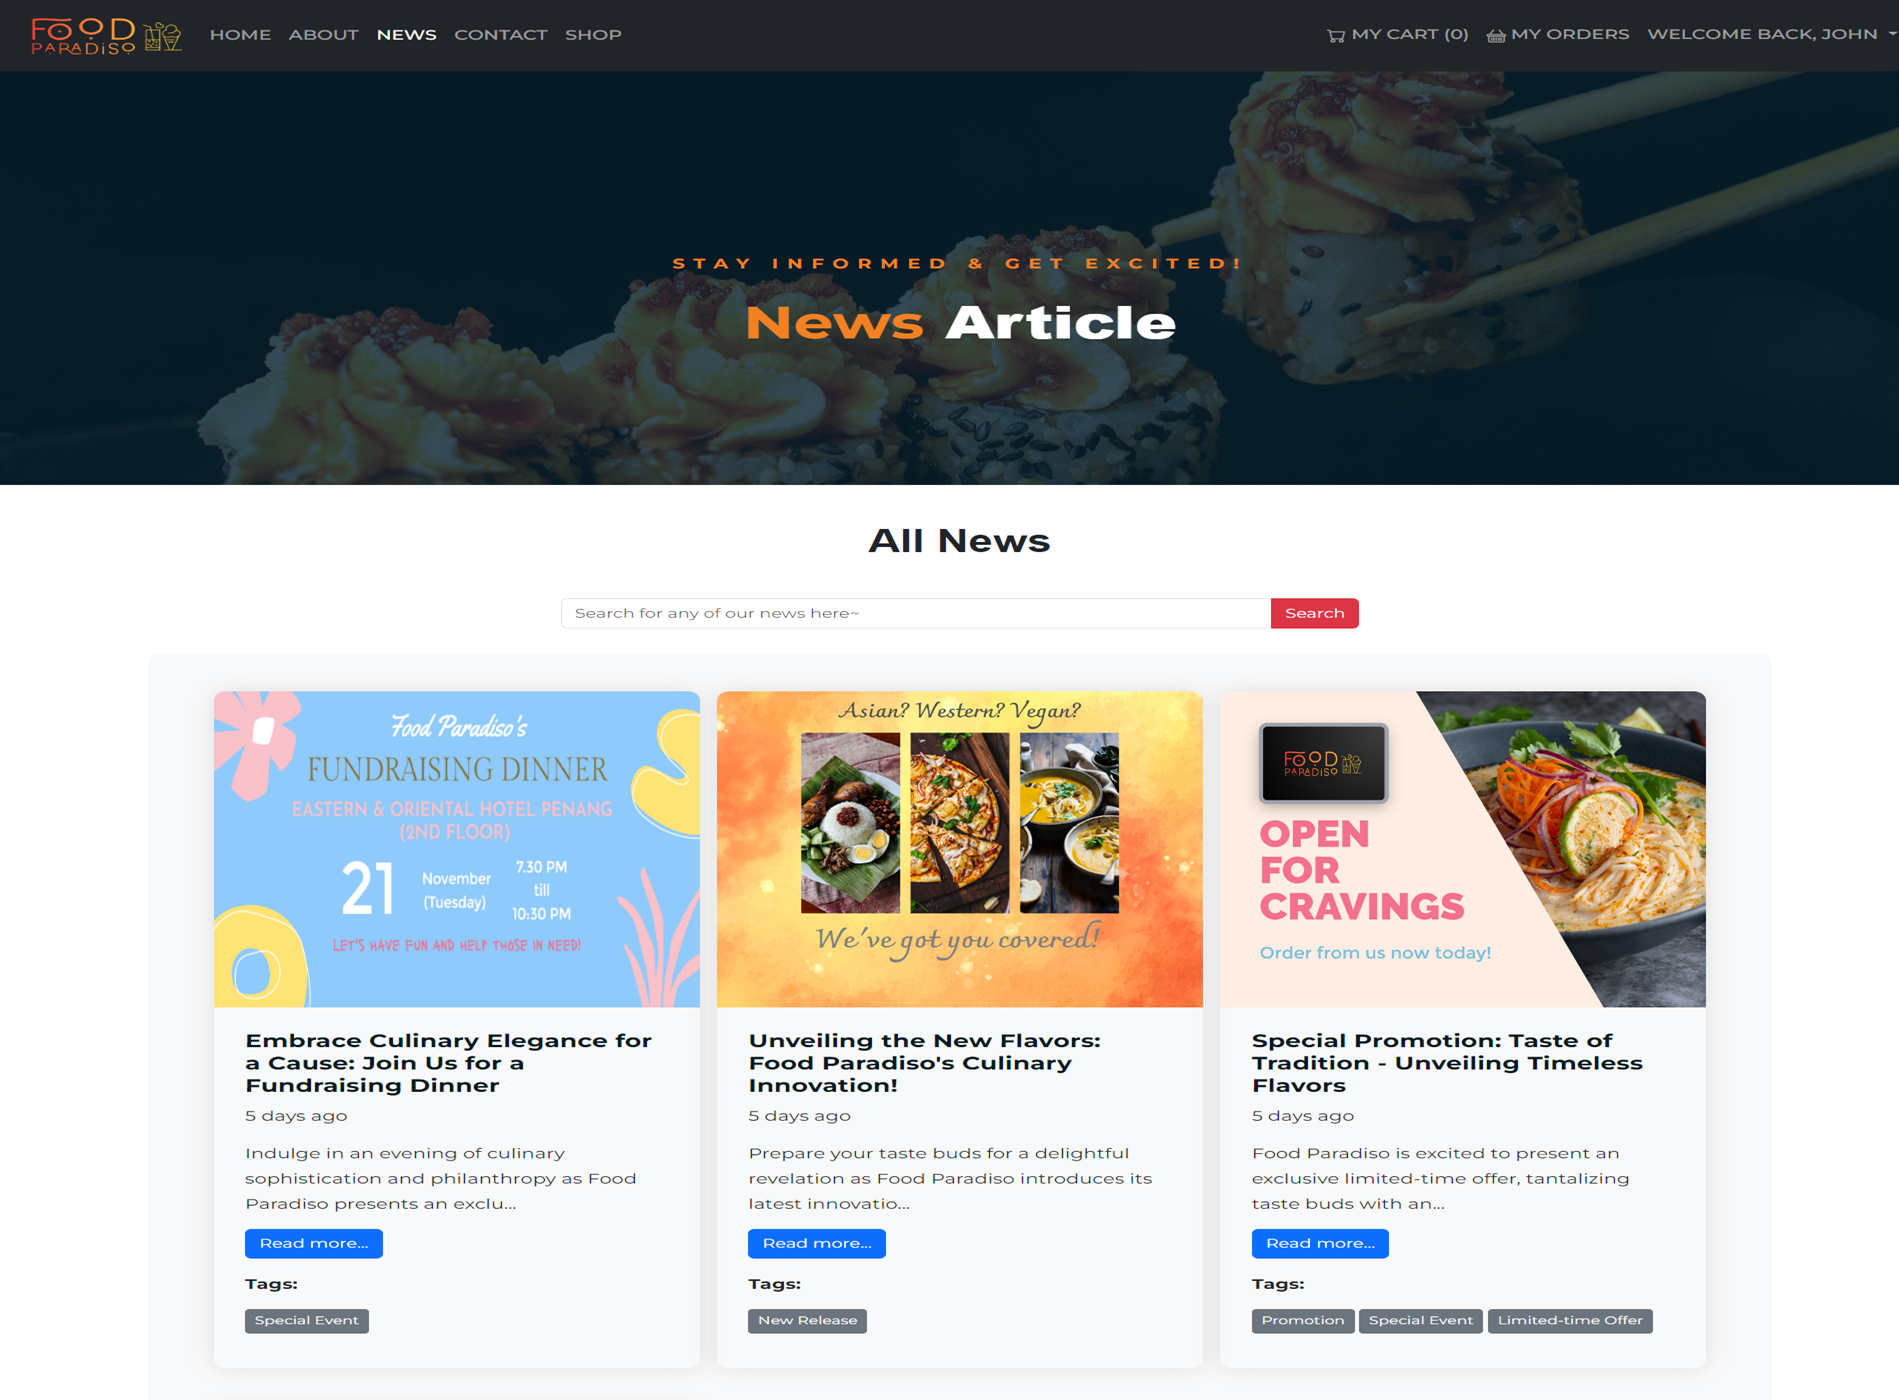 FOOD
PARADISO
HOME ABOUT NEWS CONTACT SHOP
MY CART (0) MY ORDERS WELCOME BACK, JOHN
STAY INFORMED & GET EXCITED!
News Article
All News
Search for any of our news here~
Search
Food Paradiso's
FUNDRAISING DINNER
EASTERN & ORIENTAL HOTEL PENANG
(2ND FLOOR)
21
November
(Tuesday)
7.30 PM
till
10:30 PM
LET'S HAVE FUN AND HELP THOSE IN NEED!
Embrace Culinary Elegance for
a Cause: Join Us for a
Fundraising Dinner
5 days ago
Indulge in an evening of culinary
sophistication and philanthropy as Food
Paradiso presents an exclu...
Read more...
Tags:
Special Event
Asian? Western? Vegan?
We've got you covered!
Unveiling the New Flavors:
Food Paradiso's Culinary
Innovation!
5 days ago
Prepare your taste buds for a delightful
revelation as Food Paradiso introduces its
latest innovatio...
Read more...
Tags:
New Release
FOOD
PARADISO
OPEN
FOR
CRAVINGS
Order from us now today!
Special Promotion: Taste of
Tradition - Unveiling Timeless
Flavors
5 days ago
Food Paradiso is excited to present an
exclusive limited-time offer, tantalizing
taste buds with an...
Read more...
Tags:
Promotion Special Event Limited-time Offer